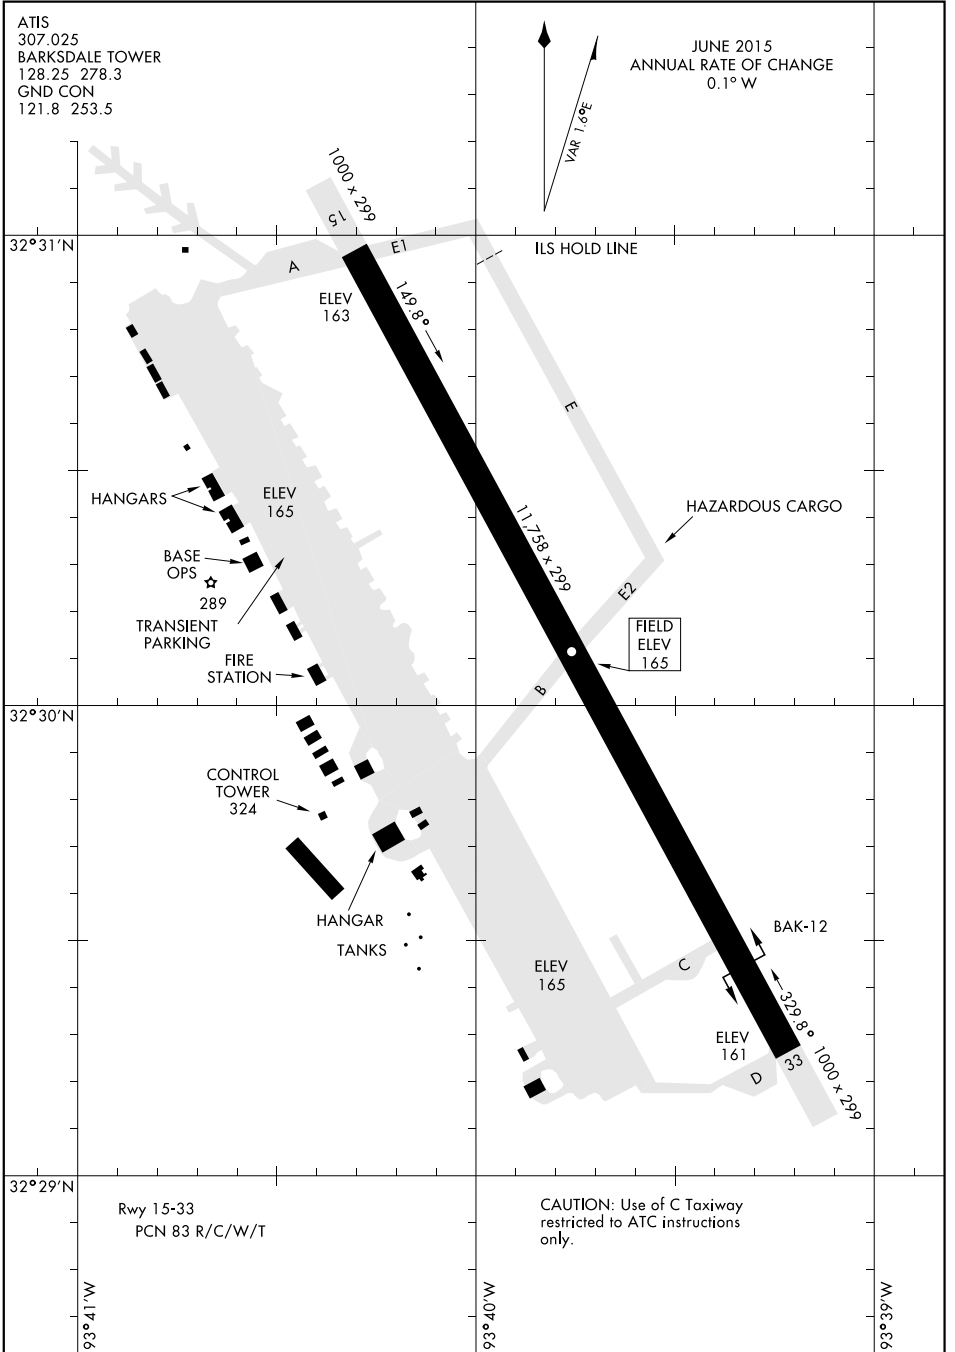 ATIS
307.025
BARKSDALE TOWER
128.25 278.3
GND CON
121.8 253.5
JUNE 2015
ANNUAL RATE OF CHANGE
0.1° W
VAR 1.6°E
1000 x 299
15
32°31'N
E1
ILS HOLD LINE
A
ELEV
163
149.8°
E
HANGARS
ELEV
165
HAZARDOUS CARGO
11,758 x 299
BASE
OPS
289
E2
TRANSIENT
PARKING
FIELD
ELEV
165
FIRE
STATION
B
32°30'N
CONTROL
TOWER
324
HANGAR
TANKS
BAK-12
ELEV
165
C
329.8°
ELEV
161
33
D
1000 x 299
32°29'N
Rwy 15-33
PCN 83 R/C/W/T
CAUTION: Use of C Taxiway
restricted to ATC instructions
only.
93°41'W
93°40'W
93°39'W